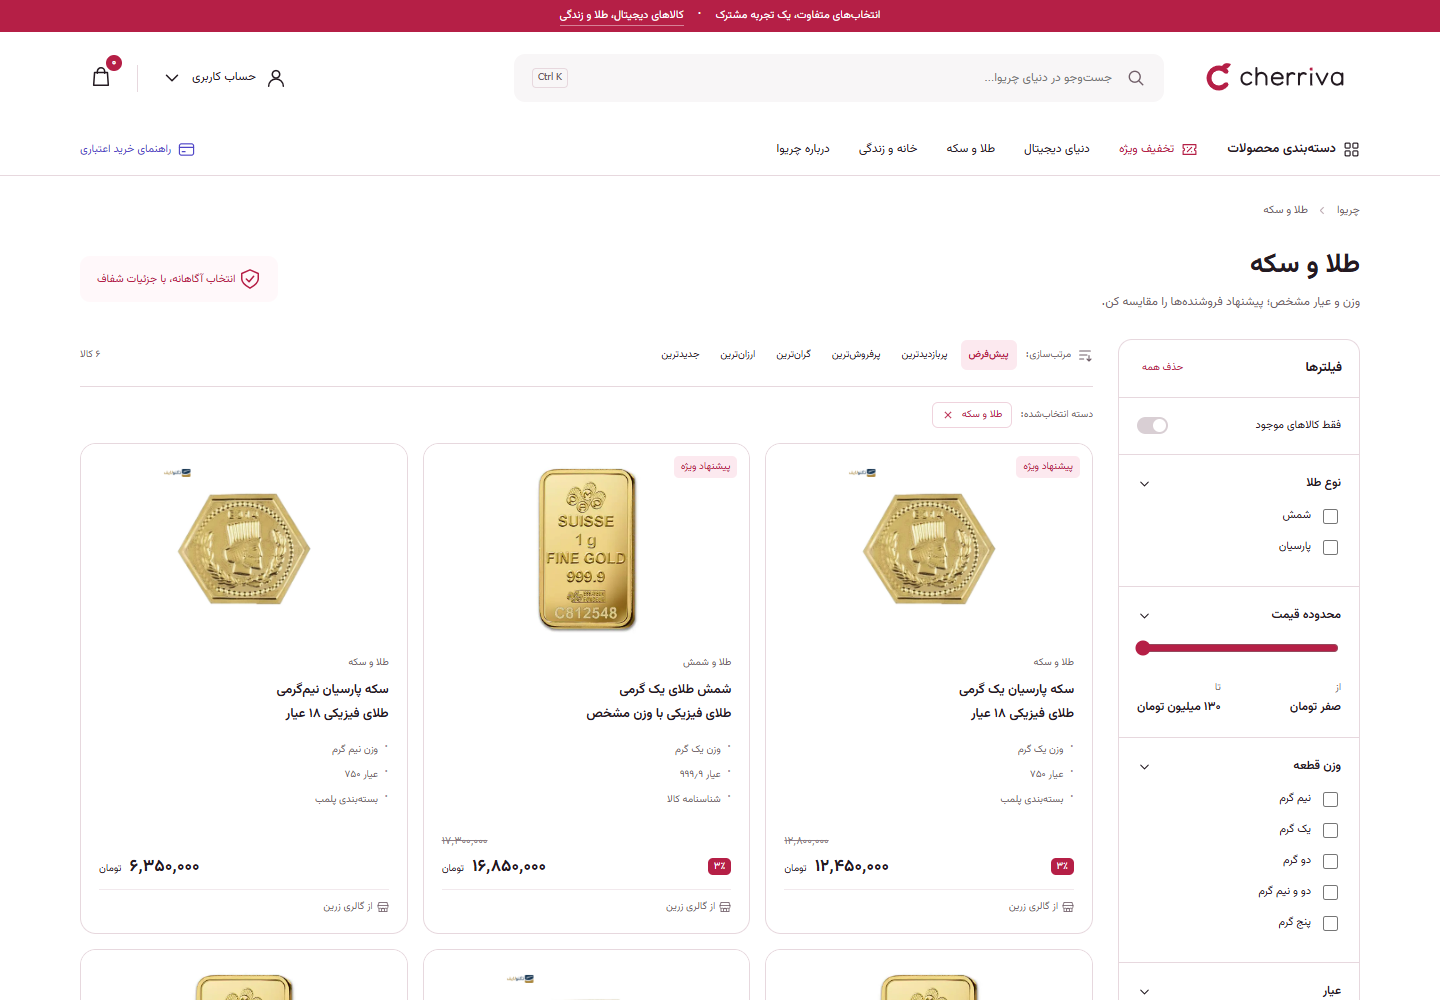 انتخاب‌های متفاوت، یک تجربه مشترک • کالاهای دیجیتال، طلا و زندگی
cherriva
جست‌وجو در دنیای چریوا...
Ctrl K
حساب کاربری
۰
دسته‌بندی محصولات
تخفیف ویژه
دنیای دیجیتال
طلا و سکه
خانه و زندگی
درباره چریوا
راهنمای خرید اعتباری
چریوا
طلا و سکه
طلا و سکه
وزن و عیار مشخص؛ پیشنهاد فروشنده‌ها را مقایسه کن.
انتخاب آگاهانه، با جزئیات شفاف
فیلترها
حذف همه
فقط کالاهای موجود
نوع طلا
شمش
پارسیان
محدوده قیمت
از
تا
صفر تومان
۱۳۰ میلیون تومان
وزن قطعه
نیم گرم
یک گرم
دو گرم
دو و نیم گرم
پنج گرم
عیار
مرتب‌سازی:
پیش‌فرض
پربازدیدترین
پرفروش‌ترین
گران‌ترین
ارزان‌ترین
جدیدترین
۶ کالا
دسته انتخاب‌شده:
طلا و سکه
پیشنهاد ویژه
طلا و سکه
سکه پارسیان یک گرمی
طلای فیزیکی ۱۸ عیار
• وزن یک گرم
• عیار ۷۵۰
• بسته‌بندی پلمب
۱۲,۸۰۰,۰۰۰
۳٪
۱۲,۴۵۰,۰۰۰ تومان
از گالری زرین
پیشنهاد ویژه
SUISSE
1 g
FINE GOLD
999.9
C812548
طلا و شمش
شمش طلای یک گرمی
طلای فیزیکی با وزن مشخص
• وزن یک گرم
• عیار ۹۹۹٫۹
• شناسنامه کالا
۱۷,۳۰۰,۰۰۰
۳٪
۱۶,۸۵۰,۰۰۰ تومان
از گالری زرین
طلا و سکه
سکه پارسیان نیم‌گرمی
طلای فیزیکی ۱۸ عیار
• وزن نیم گرم
• عیار ۷۵۰
• بسته‌بندی پلمب
۶,۳۵۰,۰۰۰ تومان
از گالری زرین